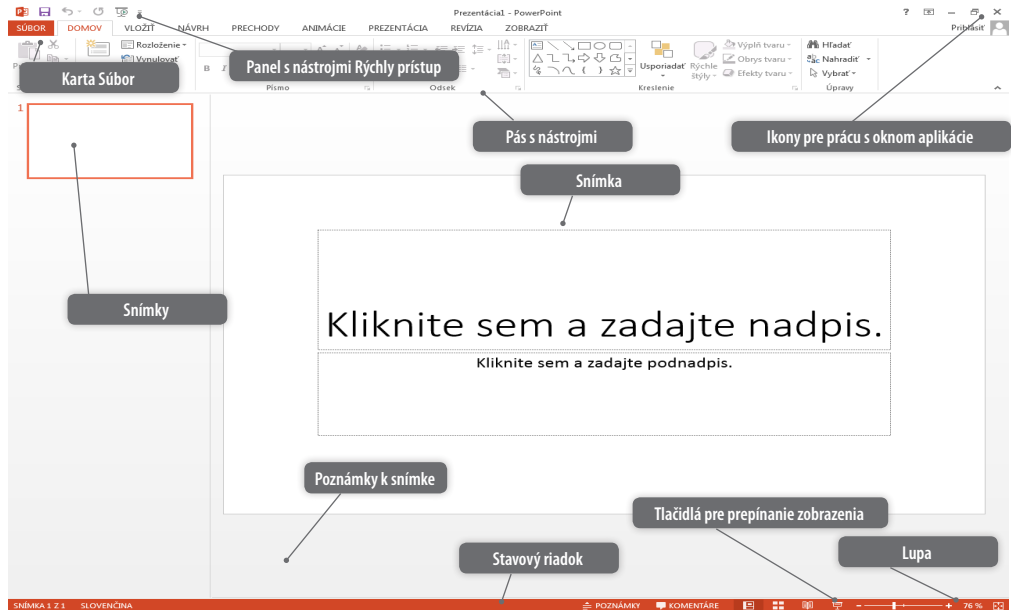 Prezentácia1 - PowerPoint
?
SÚBOR DOMOV VLOŽIŤ NÁVRH PRECHODY ANIMÁCIE PREZENTÁCIA REVÍZIA ZOBRAZIŤ Prihlásiť
Rozloženie
Vynulovať
B I
Usporiadať
Rýchle
štýly
Výplň tvaru
Obrys tvaru
Efekty tvaru
Hľadať
Nahradiť
Vybrať
Písmo Odsek Kreslenie Úpravy
Karta Súbor
Panel s nástrojmi Rýchly prístup
Pás s nástrojmi
Ikony pre prácu s oknom aplikácie
1
Snímka
Snímky
Kliknite sem a zadajte nadpis.
Kliknite sem a zadajte podnadpis.
Poznámky k snímke
Tlačidlá pre prepínanie zobrazenia
Stavový riadok
Lupa
SNÍMKA 1 Z 1 SLOVENČINA POZNÁMKY KOMENTÁRE 76 %